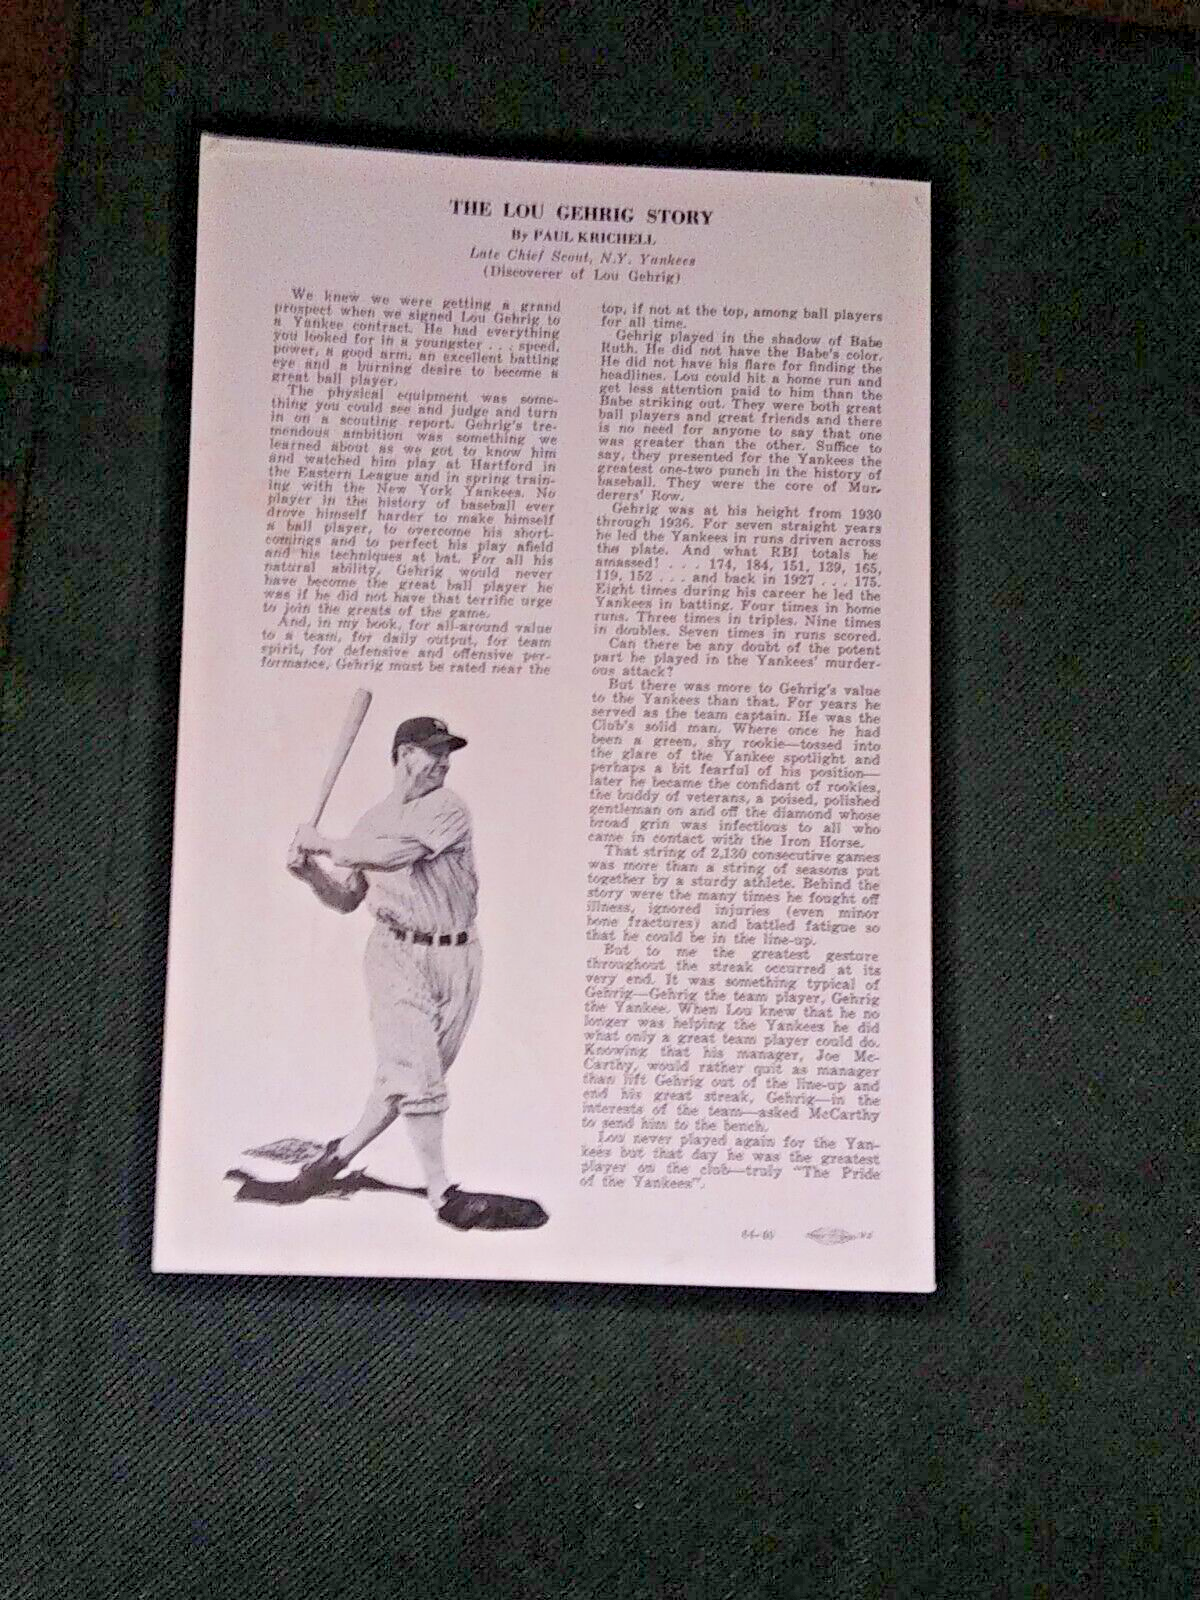 THE LOU GEHRIG STORY
By PAUL KRICHELL
Late Chief Scout, N.Y. Yankees
(Discoverer of Lou Gehrig)
We knew we were getting a grand
prospect when we signed Lou Gehrig to
a Yankee contract. He had everything
you looked for in a youngster . . . speed,
power, a good arm, an excellent batting
eye and a burning desire to become a
great ball player.
The physical equipment was some-
thing you could see and judge and turn
in on a scouting report. Gehrig's tre-
mendous ambition was something we
learned about as we got to know him
and watched him play at Hartford in
the Eastern League and in spring train-
ing with the New York Yankees. No
player in the history of baseball ever
drove himself harder to make himself
a ball player, to overcome his short-
comings and to perfect his play afield
and his techniques at bat. For all his
natural ability, Gehrig would never
have become the great ball player he
was if he did not have that terrific urge
to join the greats of the game.
And, in my book, for all-around value
to a team, for daily output, for team
spirit, for defensive and offensive per-
formance, Gehrig must be rated near the
top, if not at the top, among ball players
for all time.
Gehrig played in the shadow of Babe
Ruth. He did not have the Babe's color.
He did not have his flare for finding the
headlines. Lou could hit a home run and
get less attention paid to him than the
Babe striking out. They were both great
ball players and great friends and there
is no need for anyone to say that one
was greater than the other. Suffice to
say, they presented for the Yankees the
greatest one-two punch in the history of
baseball. They were the core of Mur-
derers' Row.
Gehrig was at his height from 1930
through 1936. For seven straight years
he led the Yankees in runs driven across
the plate. And what RBI totals he
amassed! . . . 174, 184, 151, 139, 165,
119, 152 . . . and back in 1927 . . . 175.
Eight times during his career he led the
Yankees in batting. Four times in home
runs. Three times in triples. Nine times
in doubles. Seven times in runs scored.
Can there be any doubt of the potent
part he played in the Yankees' murder-
ous attack?
But there was more to Gehrig's value
to the Yankees than that. For years he
served as the team captain. He was the
Club's solid man. Where once he had
been a green, shy rookie—tossed into
the glare of the Yankee spotlight and
perhaps a bit fearful of his position—
later he became the confidant of rookies,
the buddy of veterans, a poised, polished
gentleman on and off the diamond whose
broad grin was infectious to all who
came in contact with the Iron Horse.
That string of 2,130 consecutive games
was more than a string of seasons put
together by a sturdy athlete. Behind the
story were the many times he fought off
illness, ignored injuries (even minor
bone fractures) and battled fatigue so
that he could be in the line-up.
But to me the greatest gesture
throughout the streak occurred at its
very end. It was something typical of
Gehrig—Gehrig the team player, Gehrig
the Yankee. When Lou knew that he no
longer was helping the Yankees he did
what only a great team player could do.
Knowing that his manager, Joe Mc-
Carthy, would rather quit as manager
than lift Gehrig out of the line-up and
end his great streak, Gehrig—in the
interests of the team—asked McCarthy
to send him to the bench.
Lou never played again for the Yan-
kees but that day he was the greatest
player on the club—truly "The Pride
of the Yankees".